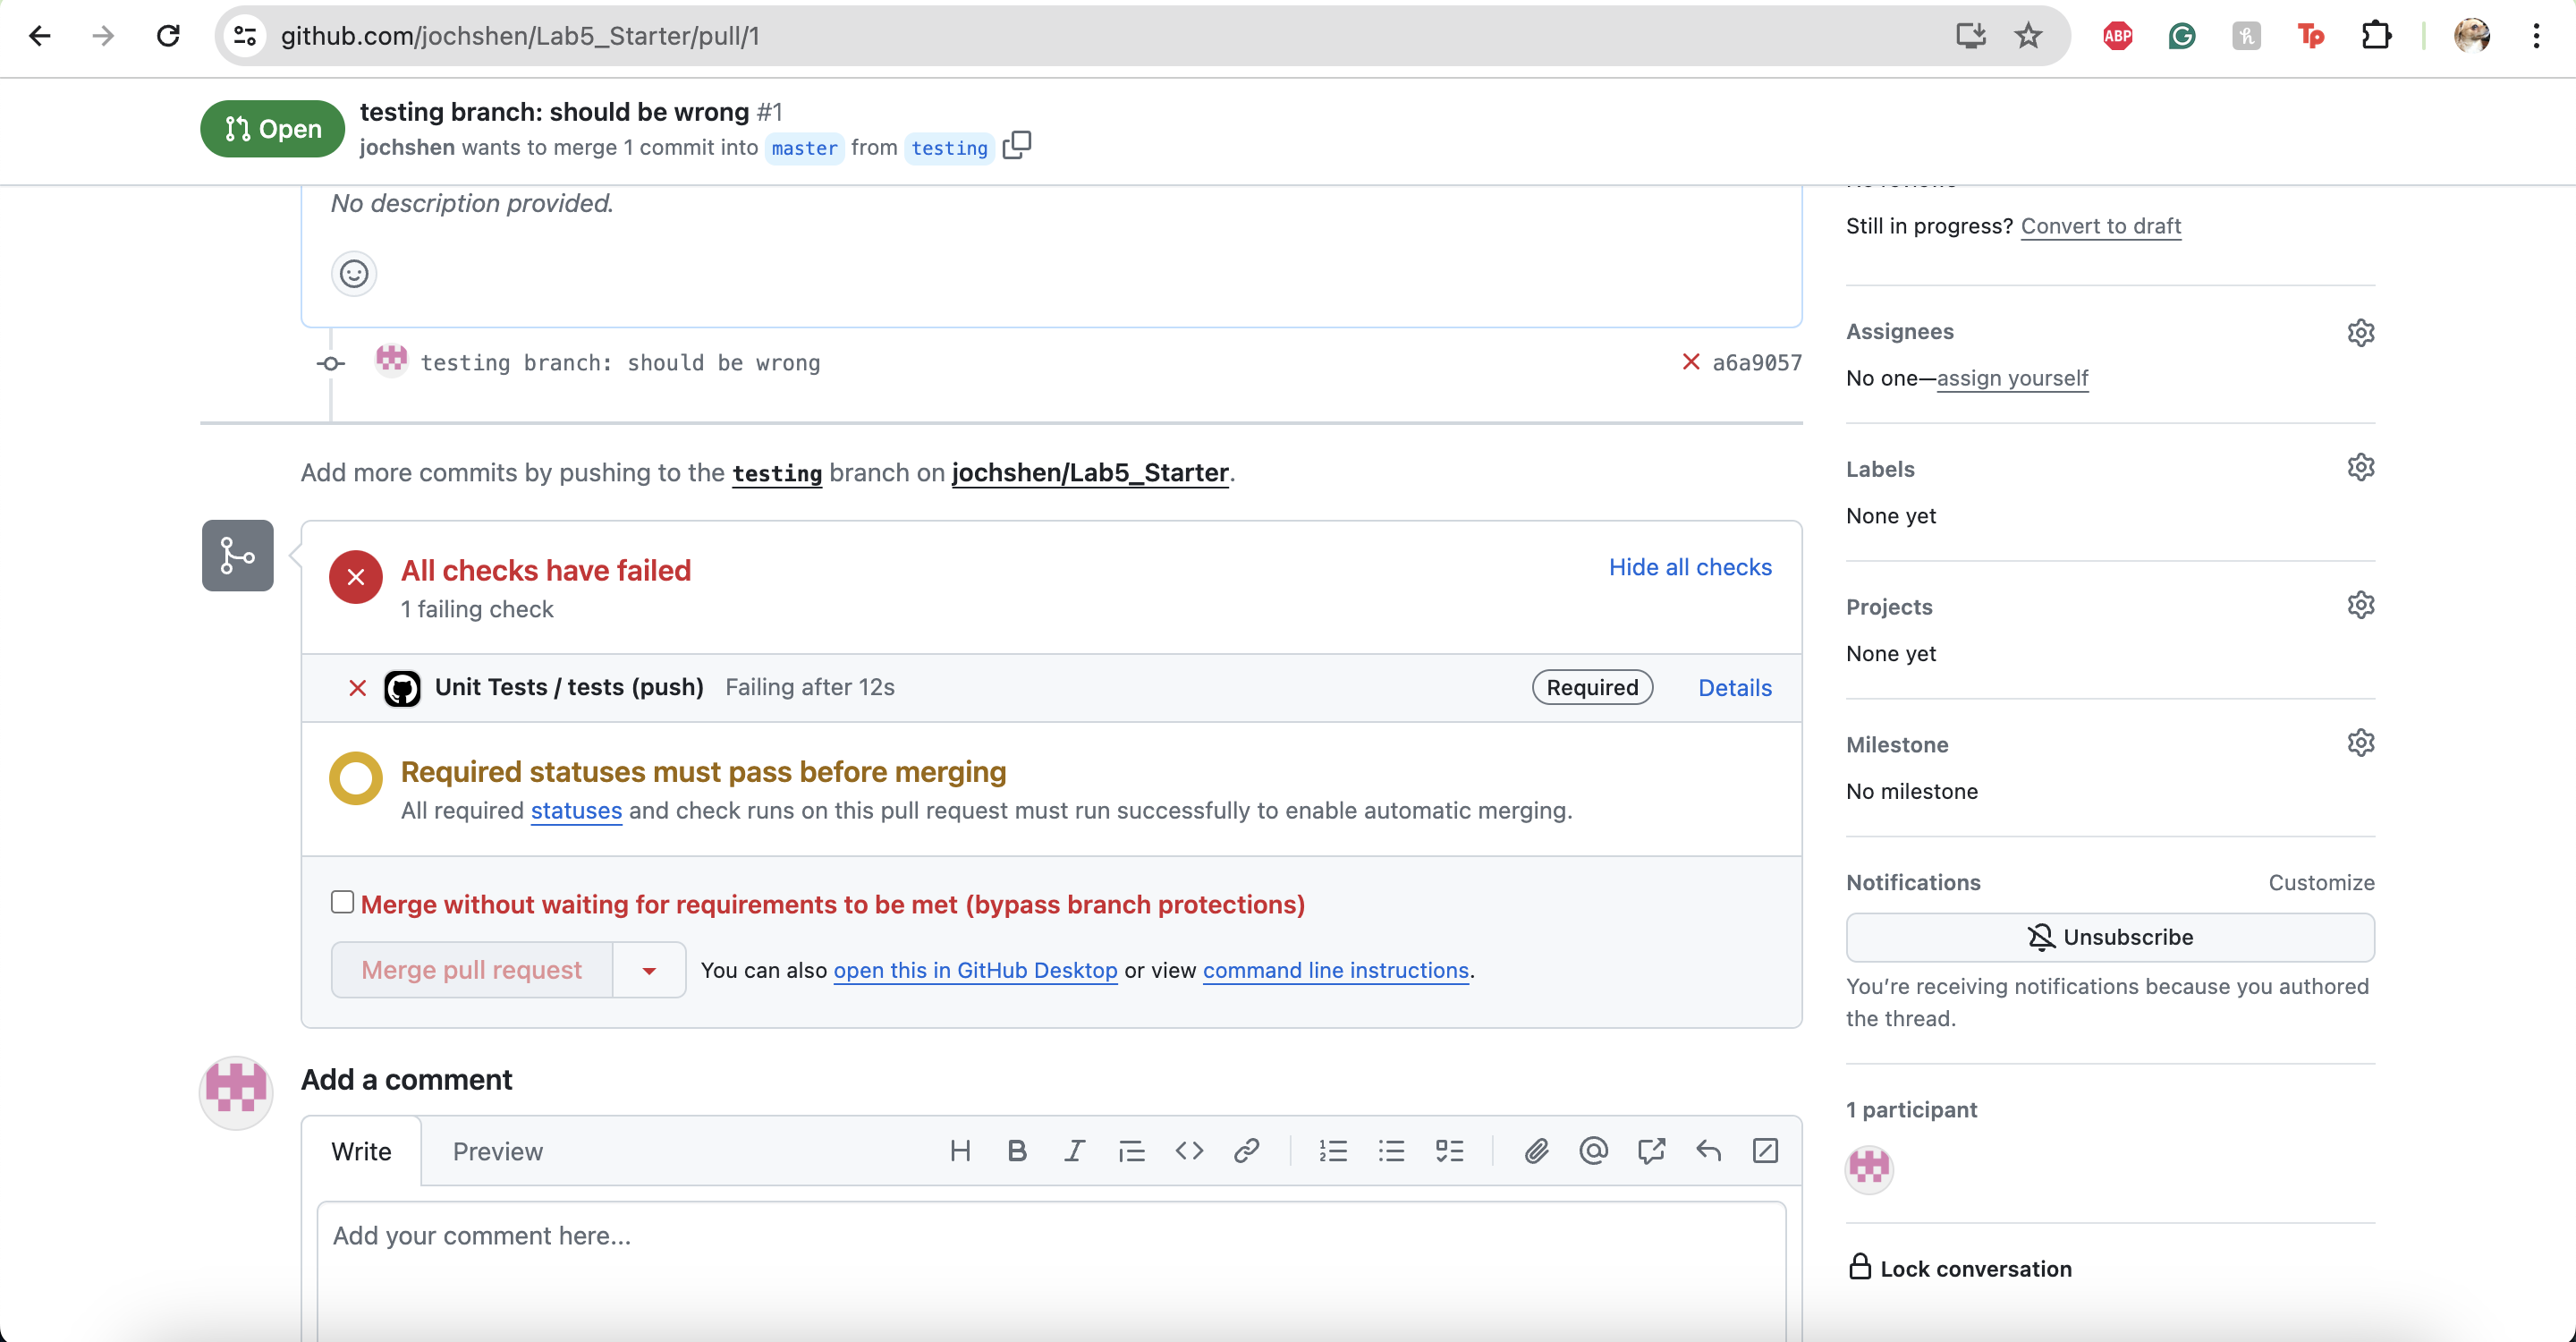 github.com/jochshen/Lab5_Starter/pull/1
ABP
Tp
Open
testing branch: should be wrong #1
jochshen wants to merge 1 commit into master from testing
No description provided.
testing branch: should be wrong
a6a9057
Add more commits by pushing to the testing branch on jochshen/Lab5_Starter.
All checks have failed
Hide all checks
1 failing check
Unit Tests / tests (push) Failing after 12s
Required
Details
Required statuses must pass before merging
All required statuses and check runs on this pull request must run successfully to enable automatic merging.
Merge without waiting for requirements to be met (bypass branch protections)
Merge pull request
You can also open this in GitHub Desktop or view command line instructions.
Add a comment
Write
Preview
Add your comment here...
Still in progress? Convert to draft
Assignees
No one—assign yourself
Labels
None yet
Projects
None yet
Milestone
No milestone
Notifications
Customize
Unsubscribe
You’re receiving notifications because you authored
the thread.
1 participant
Lock conversation